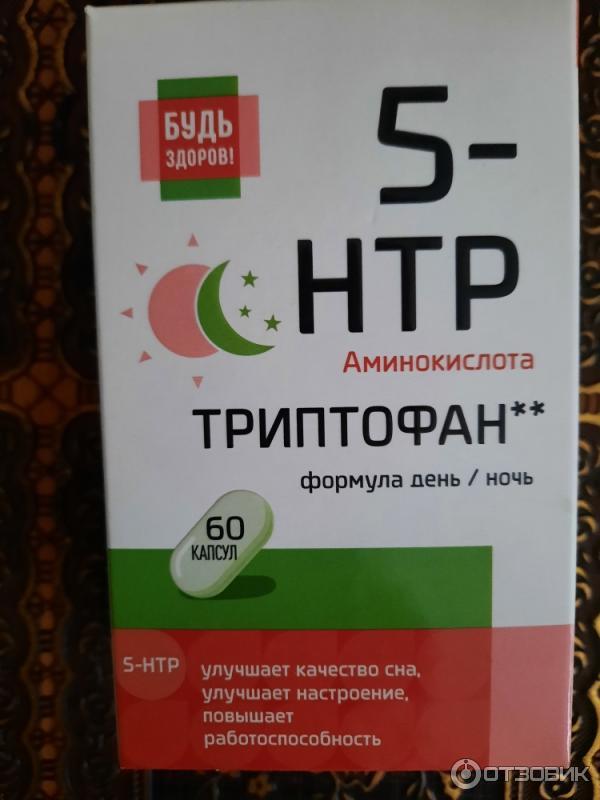 БУДЬ
ЗДОРОВ!
5-
HTP
Аминокислота
ТРИПТОФАН**
формула день / ночь
60
КАПСУЛ
5-HTP
улучшает качество сна,
улучшает настроение,
повышает
работоспособность
ОТЗОВИК